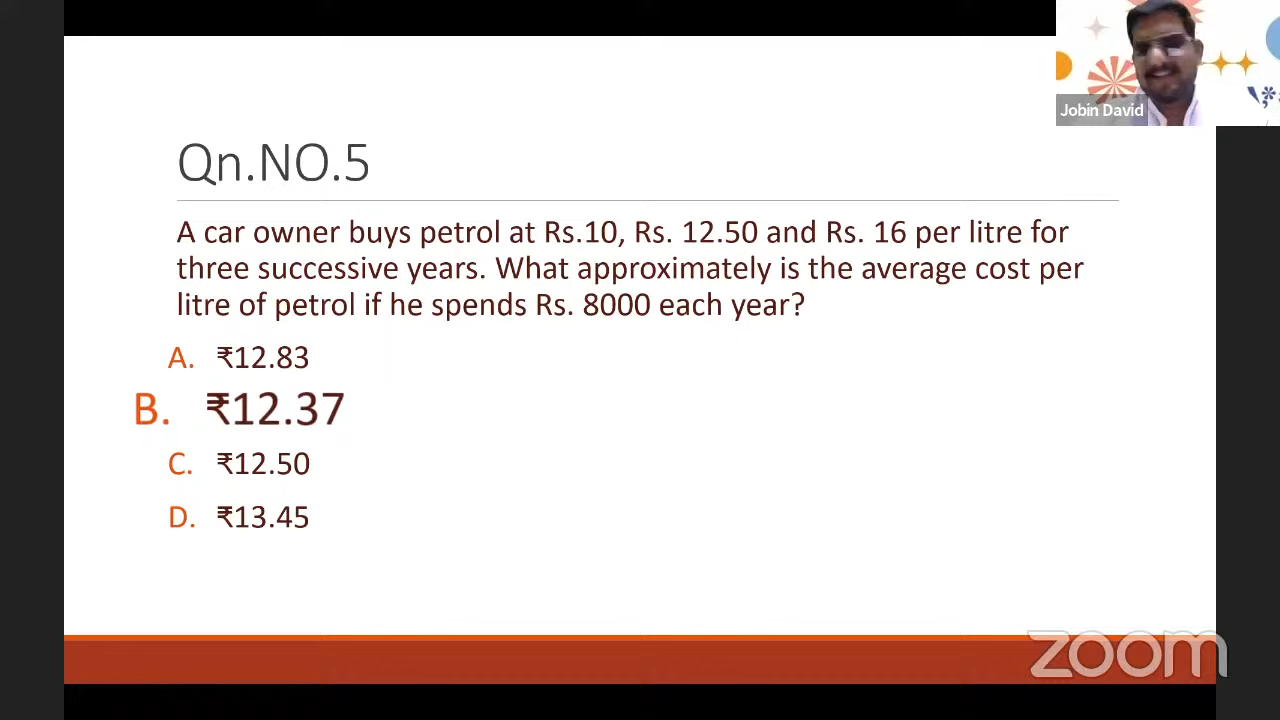 Jobin David
Qn.NO.5
A car owner buys petrol at Rs.10, Rs. 12.50 and Rs. 16 per litre for
three successive years. What approximately is the average cost per
litre of petrol if he spends Rs. 8000 each year?
A. ₹12.83
B. ₹12.37
C. ₹12.50
D. ₹13.45
zoom